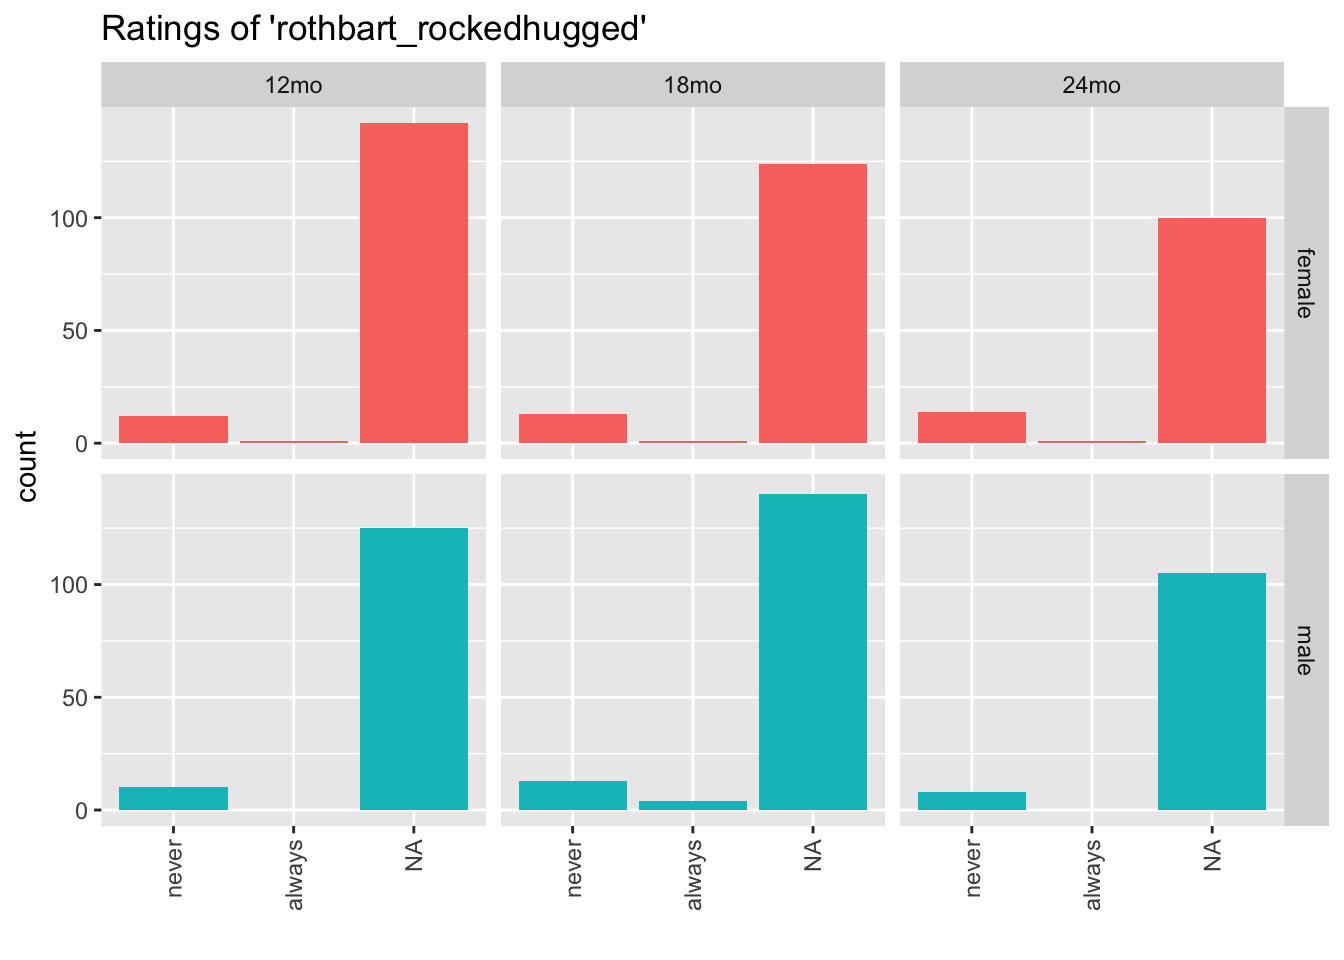 Ratings of 'rothbart_rockedhugged'
12mo
18mo
24mo
100
50
0
female
count
100
50
0
male
never
always
NA
never
always
NA
never
always
NA